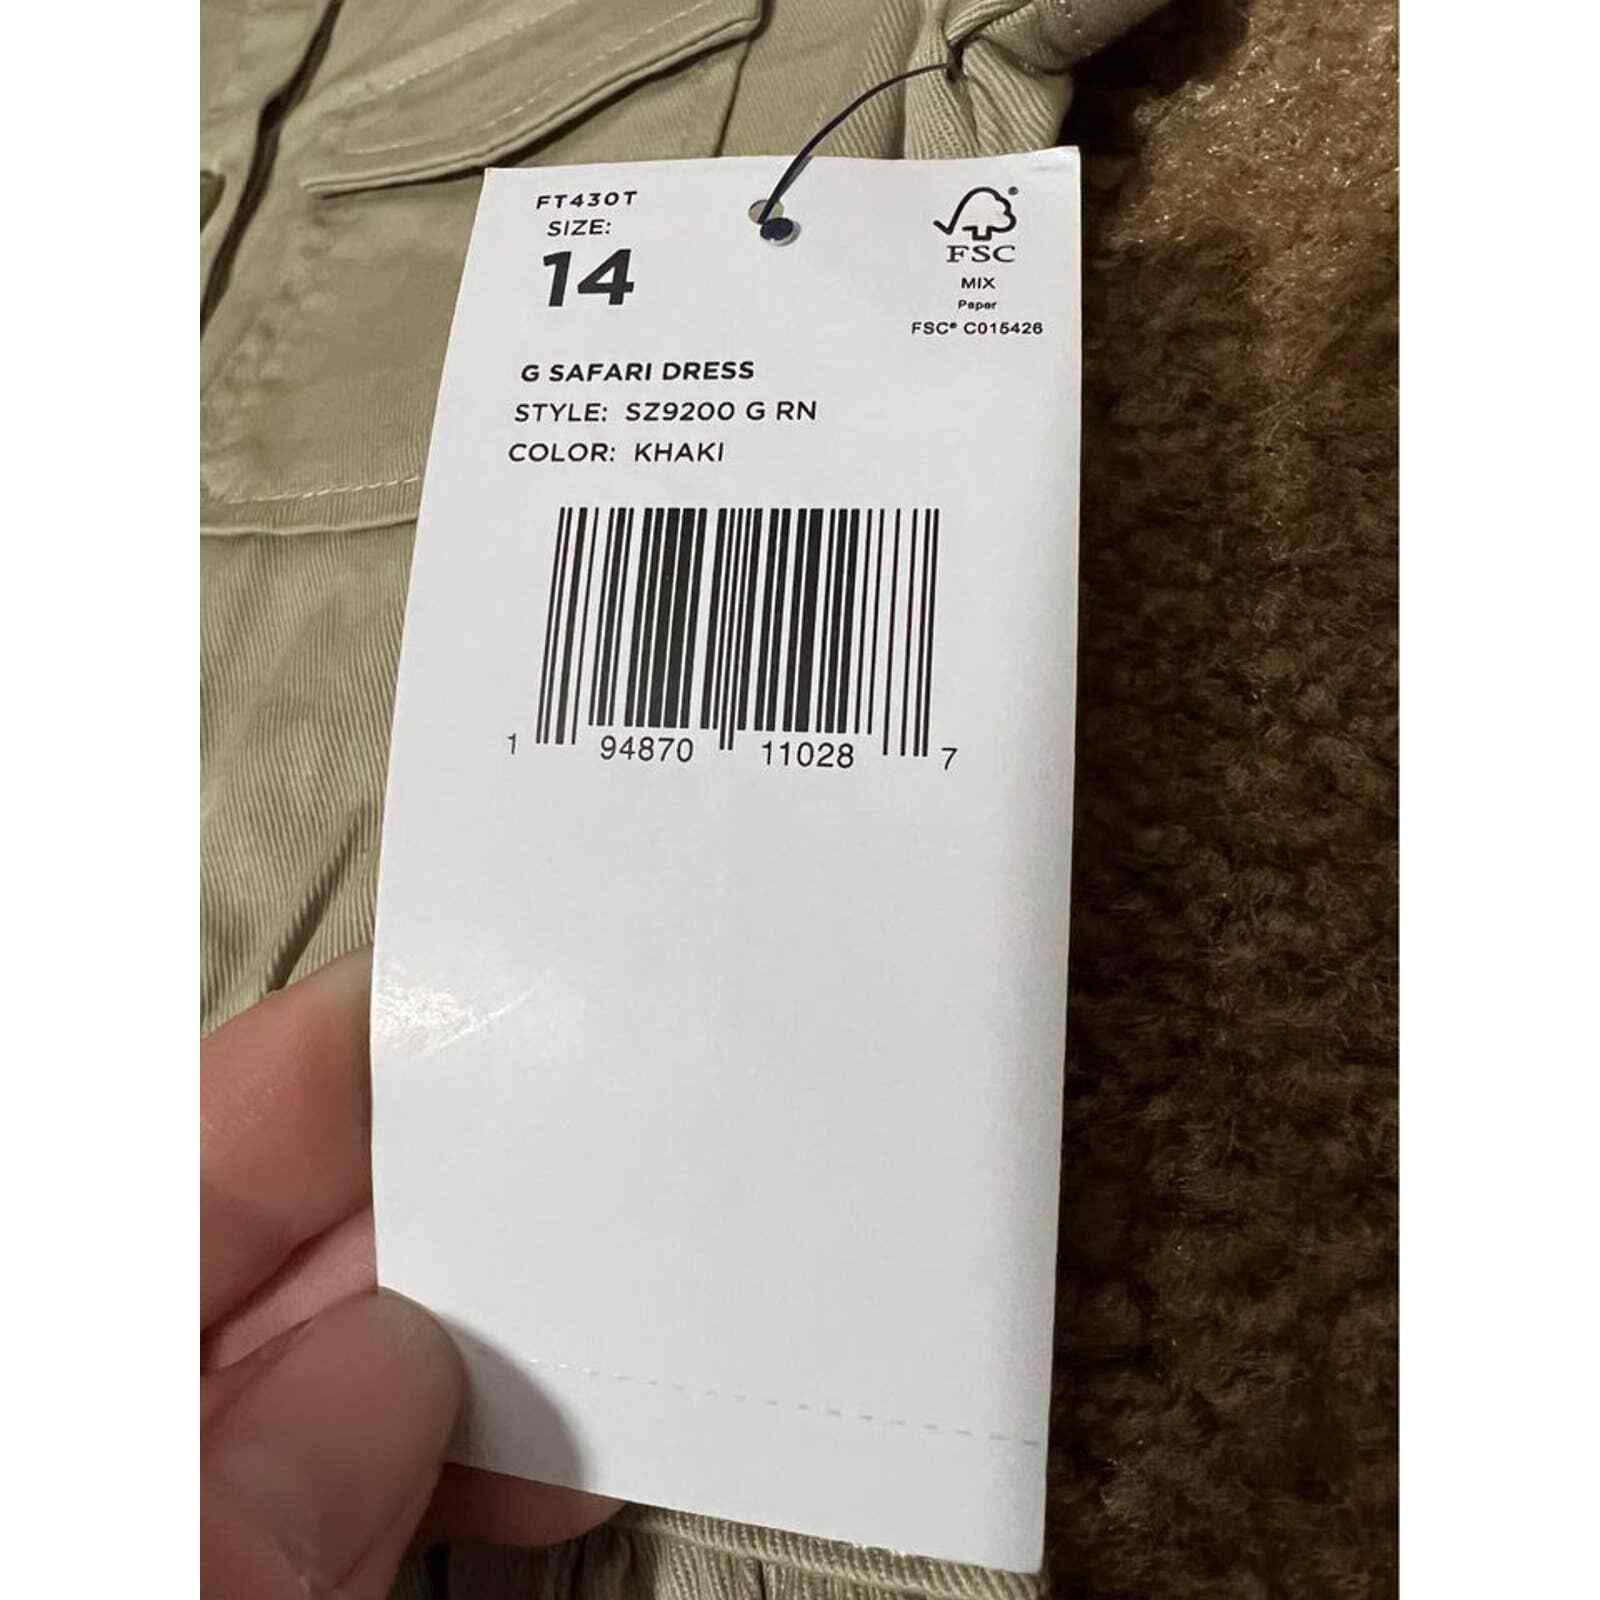 FT430T
SIZE:
14
FSC®
MIX
Paper
FSC® C015426
G SAFARI DRESS
STYLE: SZ9200 G RN
COLOR: KHAKI
1 94870 11028 7